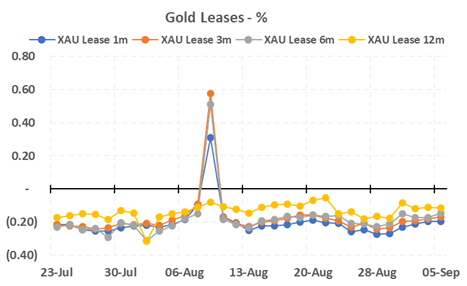 Gold Leases - %
XAU Lease 1m XAU Lease 3m XAU Lease 6m XAU Lease 12m
0.80
0.60
0.40
0.20
-
(0.20)
(0.40)
23-Jul 30-Jul 06-Aug 13-Aug 20-Aug 28-Aug 05-Sep